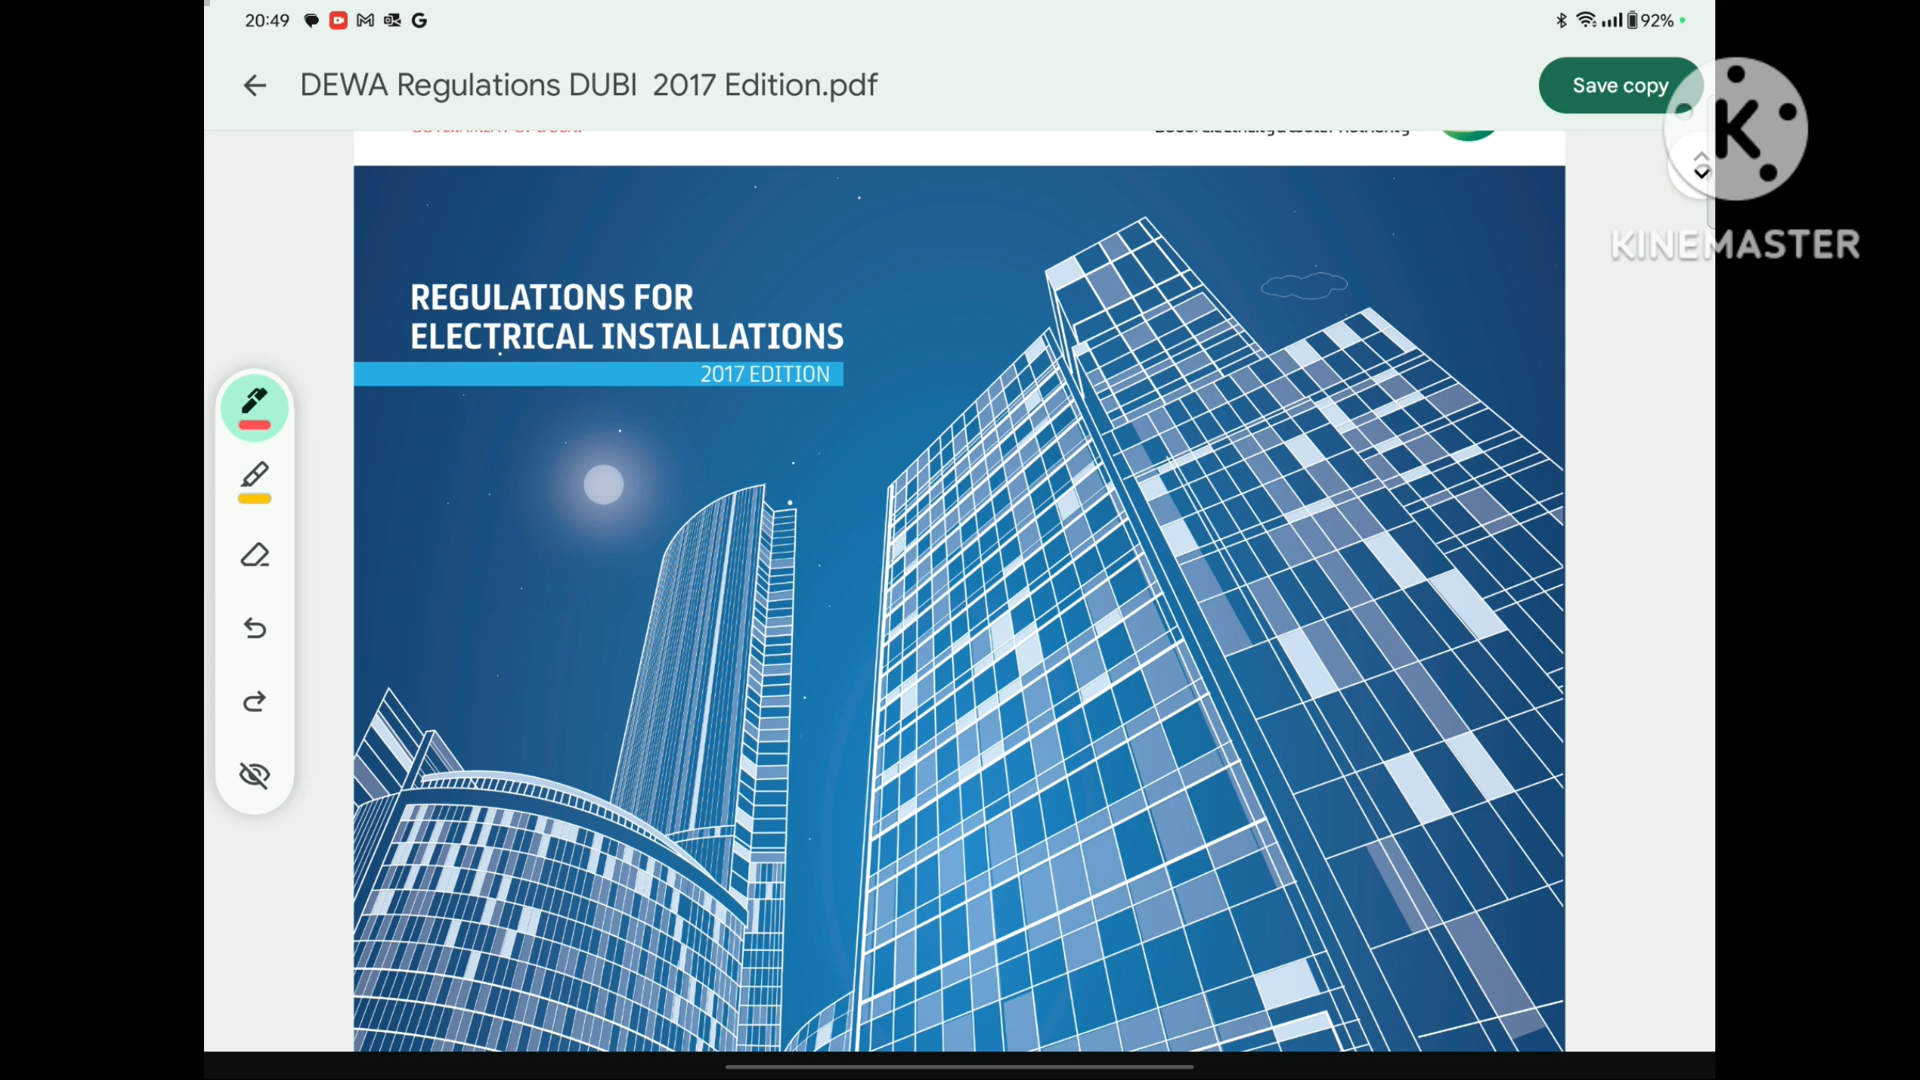 20:49
92%
DEWA Regulations DUBI 2017 Edition.pdf
Save copy
KINEMASTER
REGULATIONS FOR
ELECTRICAL INSTALLATIONS
2017 EDITION